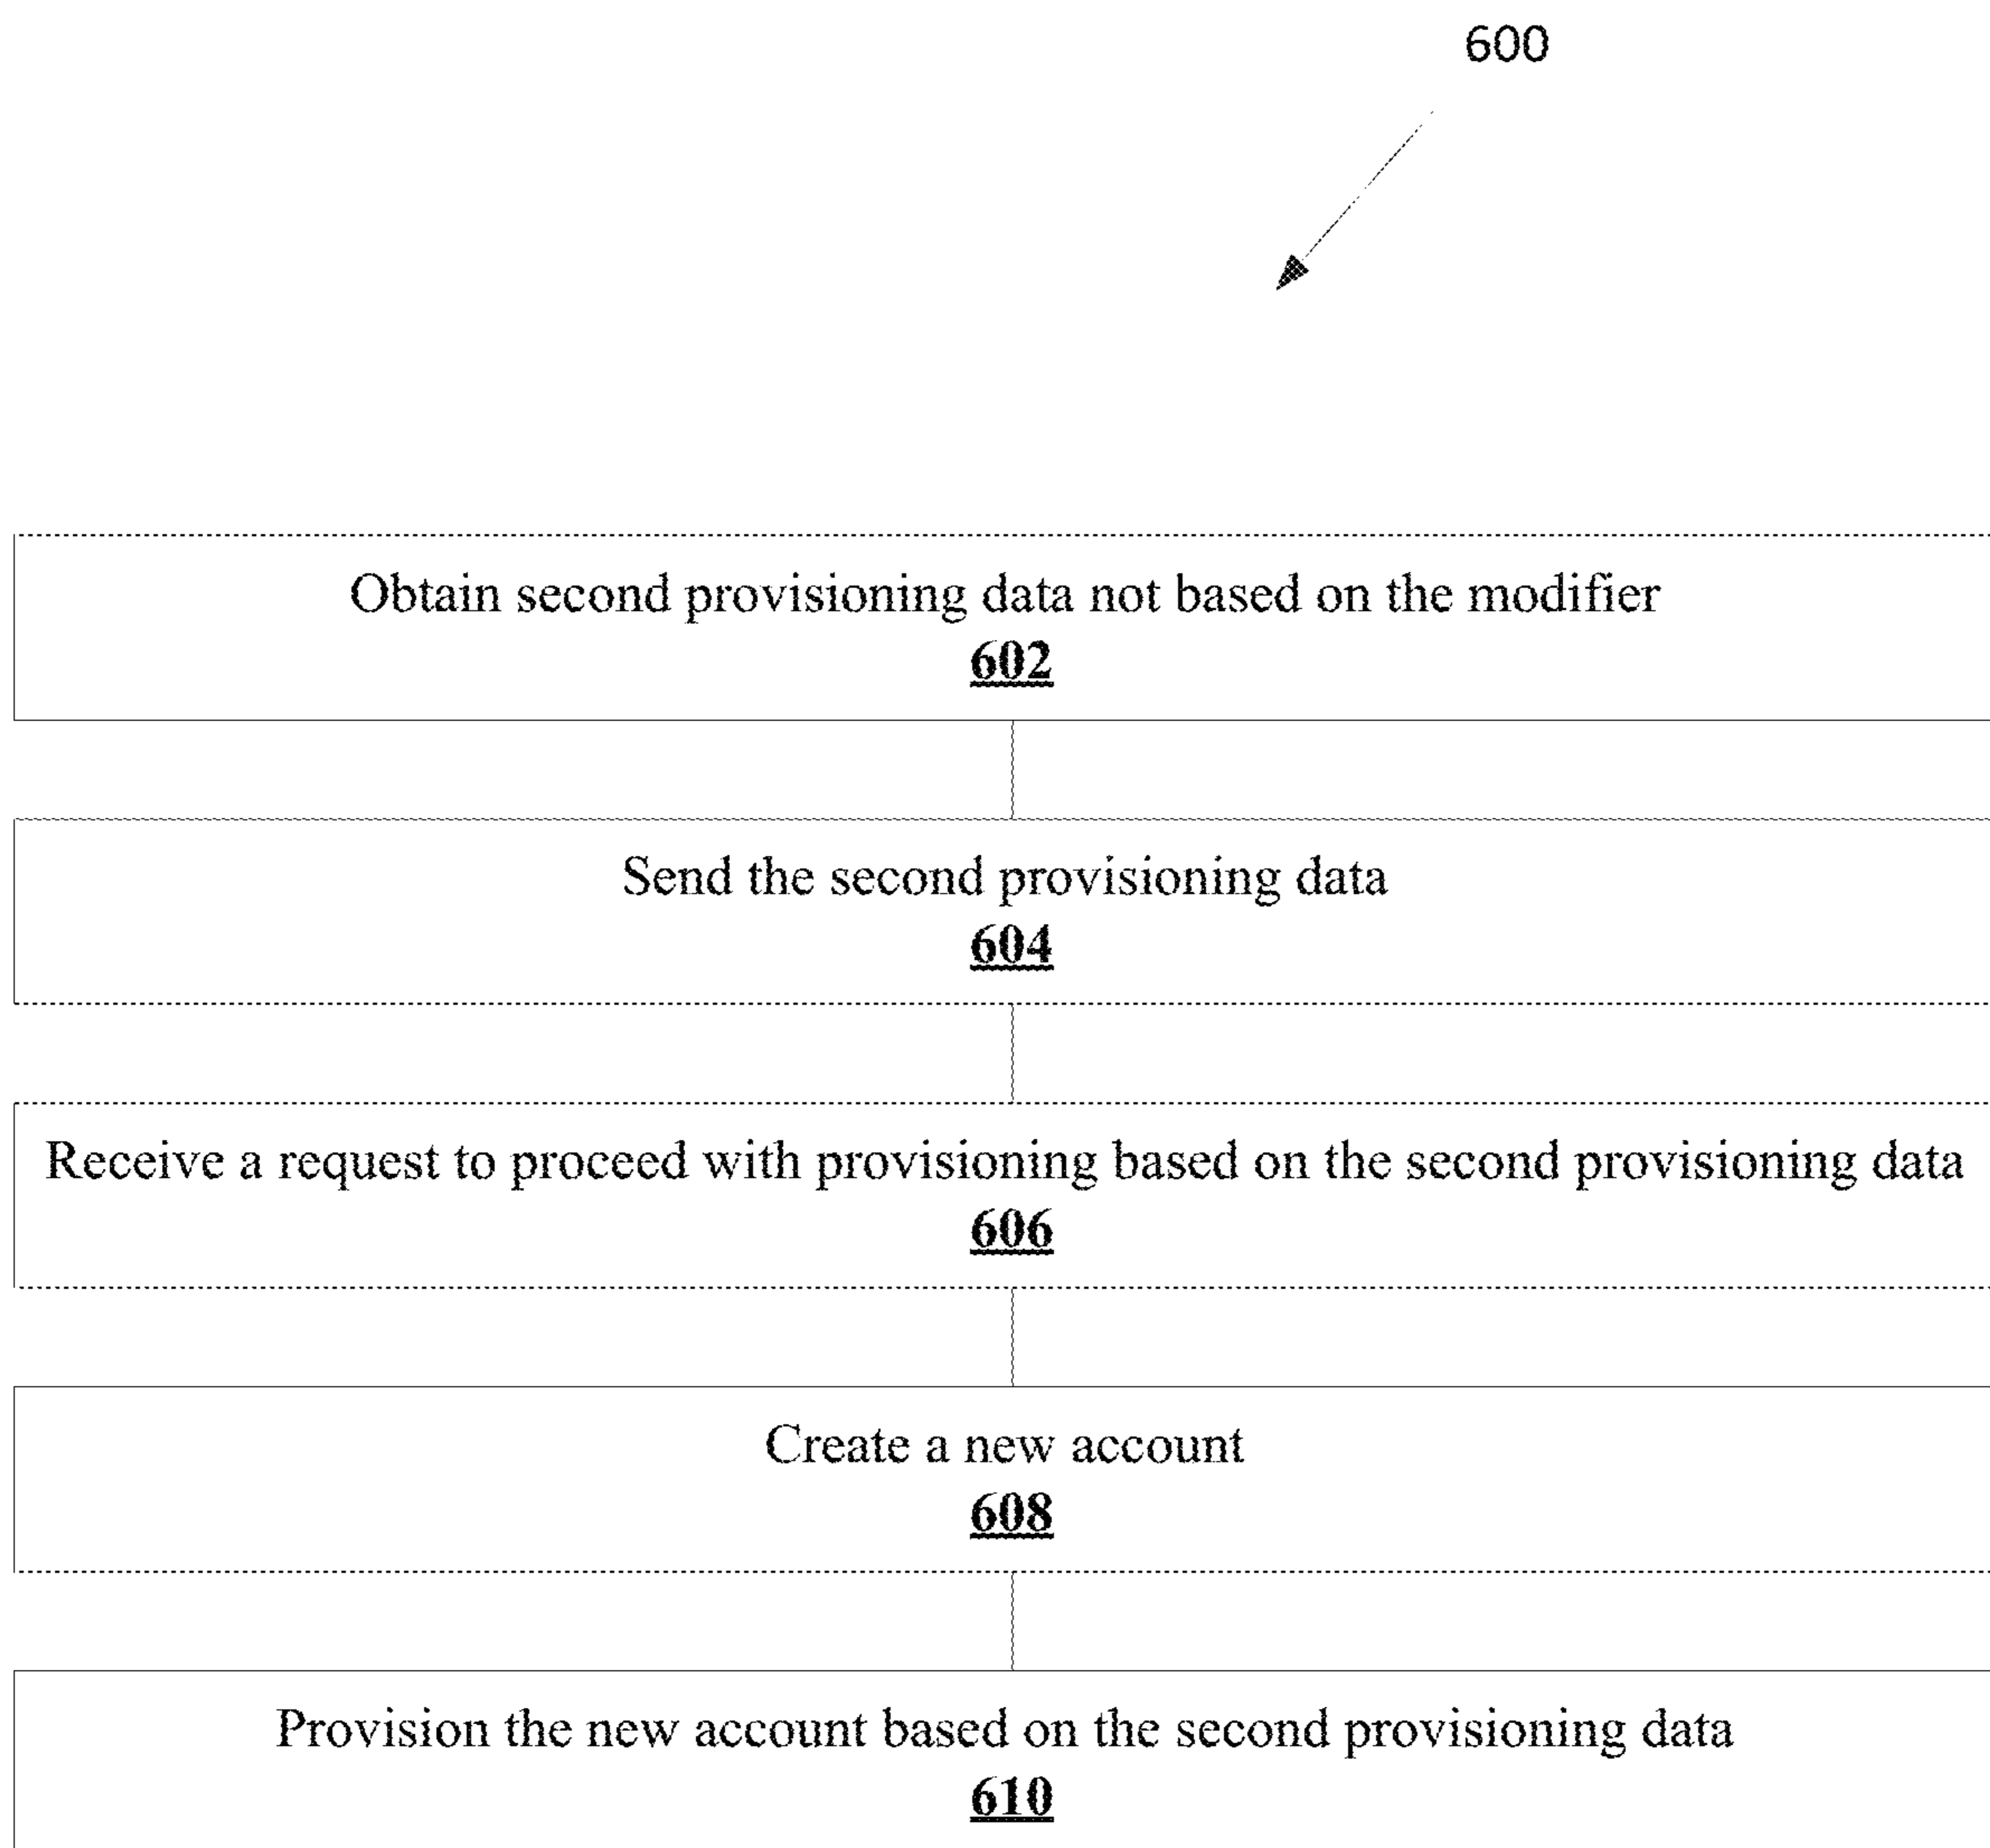 600
Obtain second provisioning data not based on the modifier
602
Send the second provisioning data
604
Receive a request to proceed with provisioning based on the second provisioning data
606
Create a new account
608
Provision the new account based on the second provisioning data
610